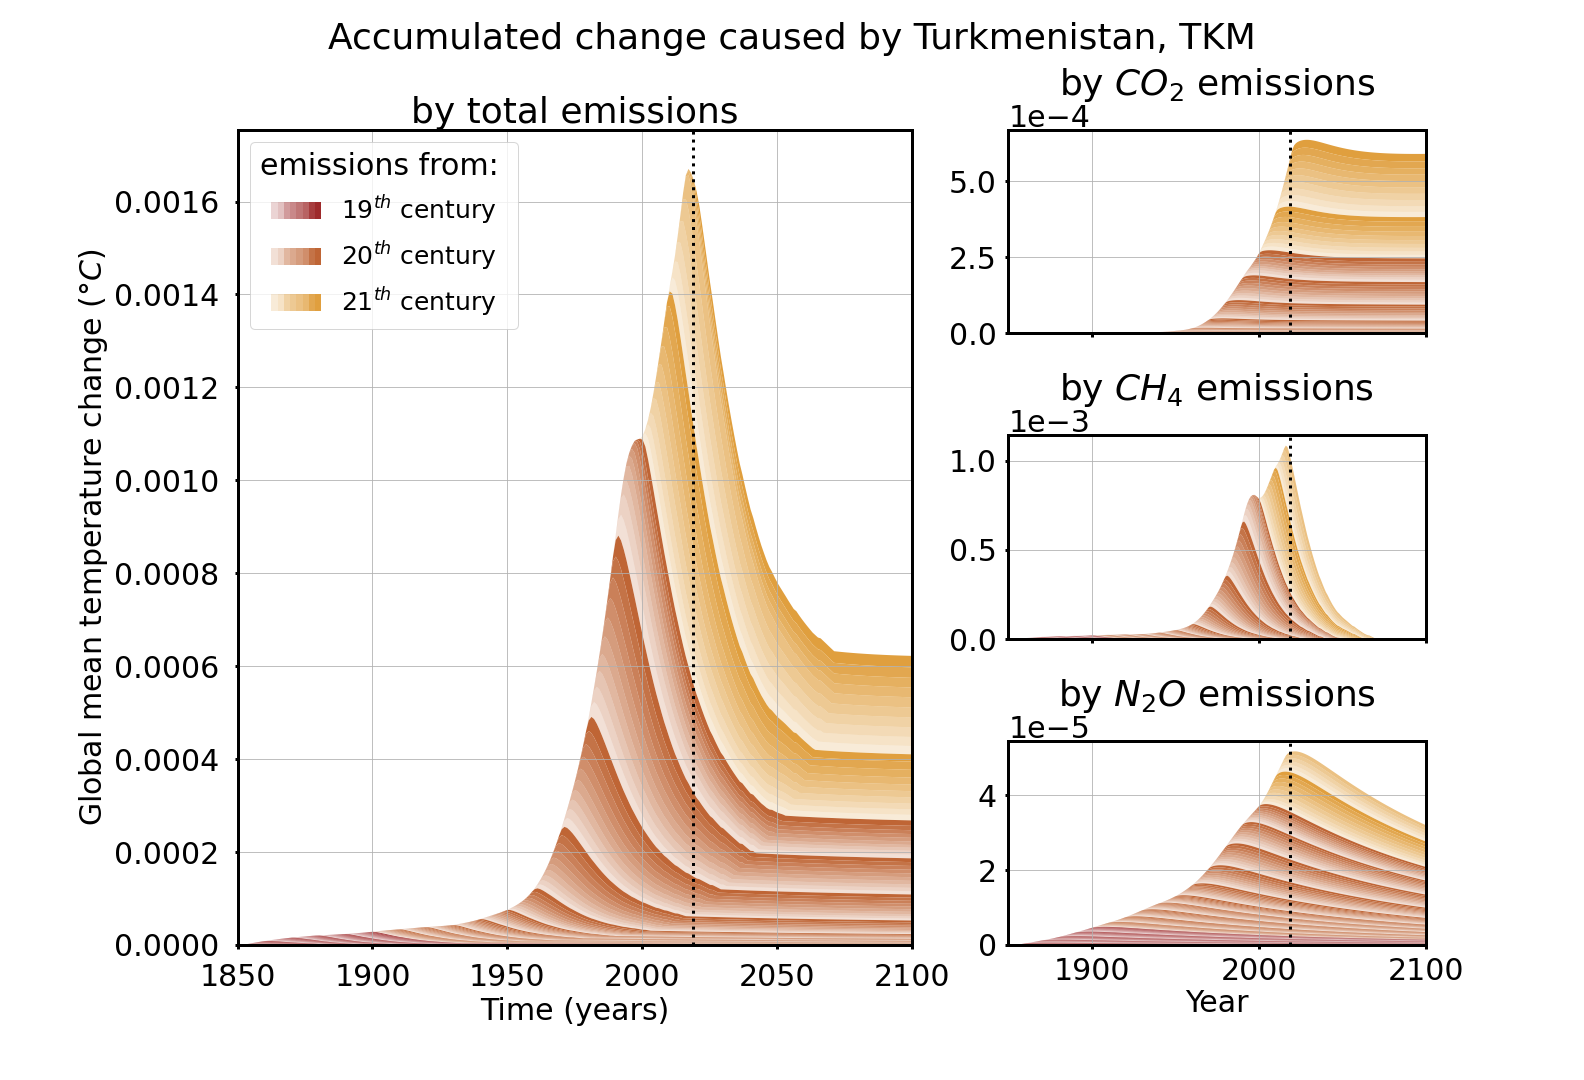 Accumulated change caused by Turkmenistan, TKM
by total emissions
Global mean temperature change (°C)
0.0016
0.0014
0.0012
0.0010
0.0008
0.0006
0.0004
0.0002
0.0000
emissions from:
19th century
20th century
21th century
1850 1900 1950 2000 2050 2100
Time (years)
by CO₂ emissions
1e−4
5.0
2.5
0.0
by CH₄ emissions
1e−3
1.0
0.5
0.0
by N₂O emissions
1e−5
4
2
0
1900 2000 2100
Year